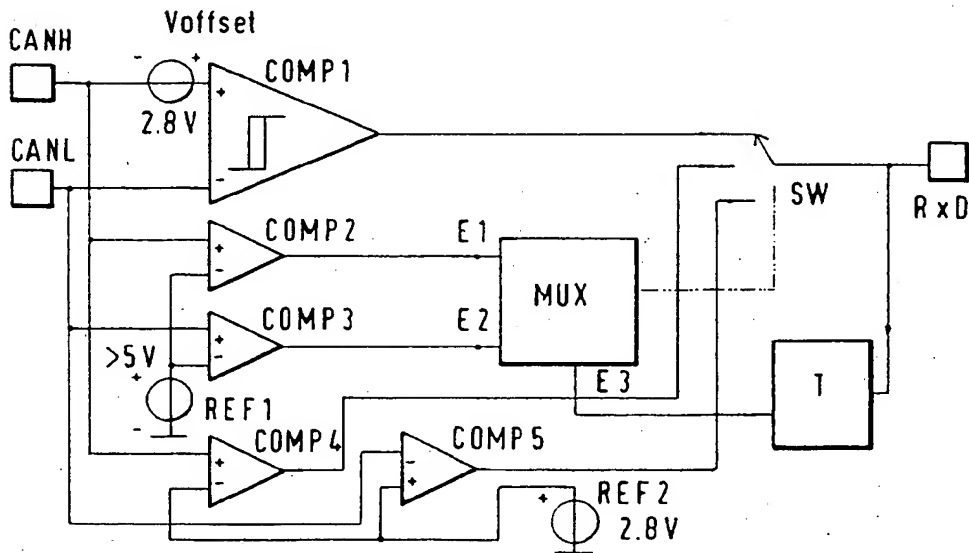 Voffset
CANH
- +
COMP1
+
2.8V
CANL
-
SW
RxD
COMP2
E1
+
-
MUX
COMP3
E2
+
-
>5V
+
E3
T
REF1
-
COMP4
COMP5
+
-
-
+
REF2
+
2.8V